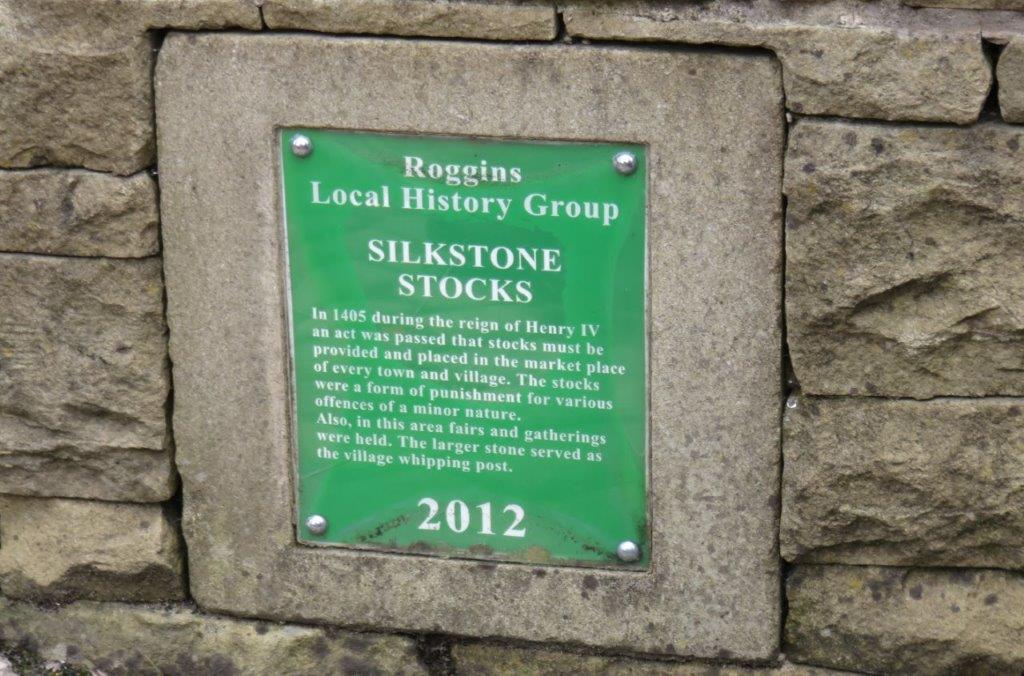 Roggins
Local History Group
SILKSTONE
STOCKS
In 1405 during the reign of Henry IV
an act was passed that stocks must be
provided and placed in the market place
of every town and village. The stocks
were a form of punishment for various
offences of a minor nature.
Also, in this area fairs and gatherings
were held. The larger stone served as
the village whipping post.
2012